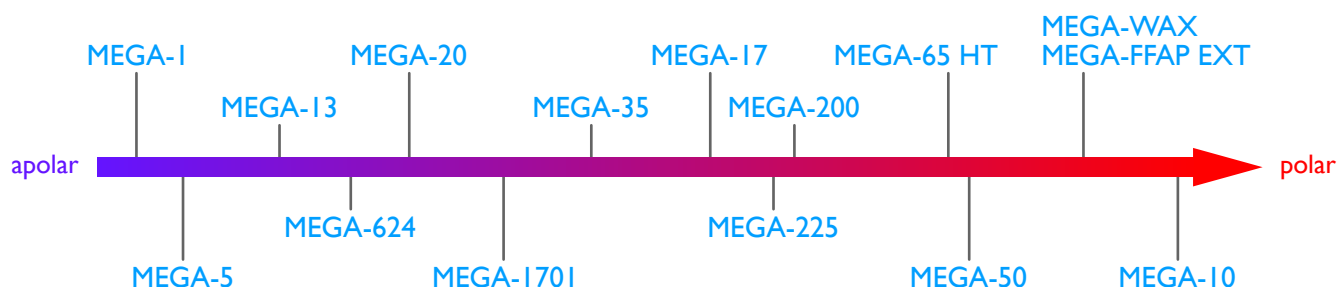 MEGA-WAX
MEGA-1
MEGA-20
MEGA-17
MEGA-65 HT
MEGA-FFAP EXT
MEGA-13
MEGA-35
MEGA-200
apolar
polar
MEGA-624
MEGA-225
MEGA-5
MEGA-1701
MEGA-50
MEGA-10